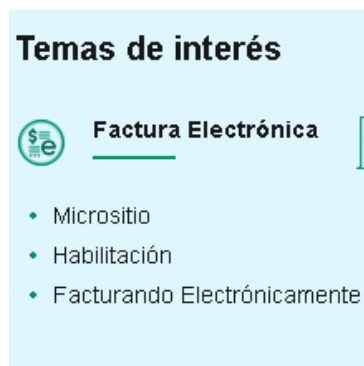 Temas de interés
Factura Electrónica
Micrositio
Habilitación
Facturando Electrónicamente